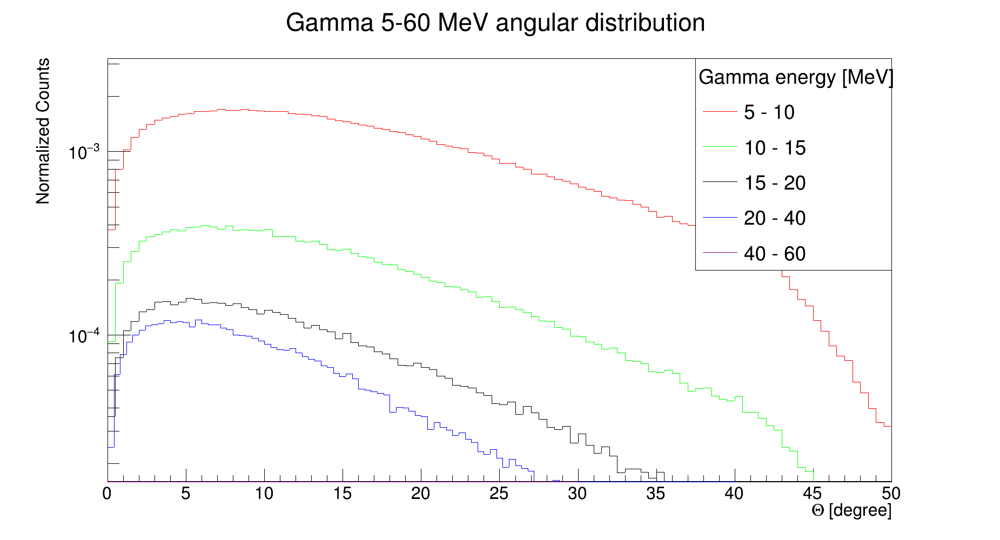 Gamma 5-60 MeV angular distribution
Normalized Counts
10⁻³
10⁻⁴
Gamma energy [MeV]
5 - 10
10 - 15
15 - 20
20 - 40
40 - 60
0 5 10 15 20 25 30 35 40 45 50
Θ [degree]